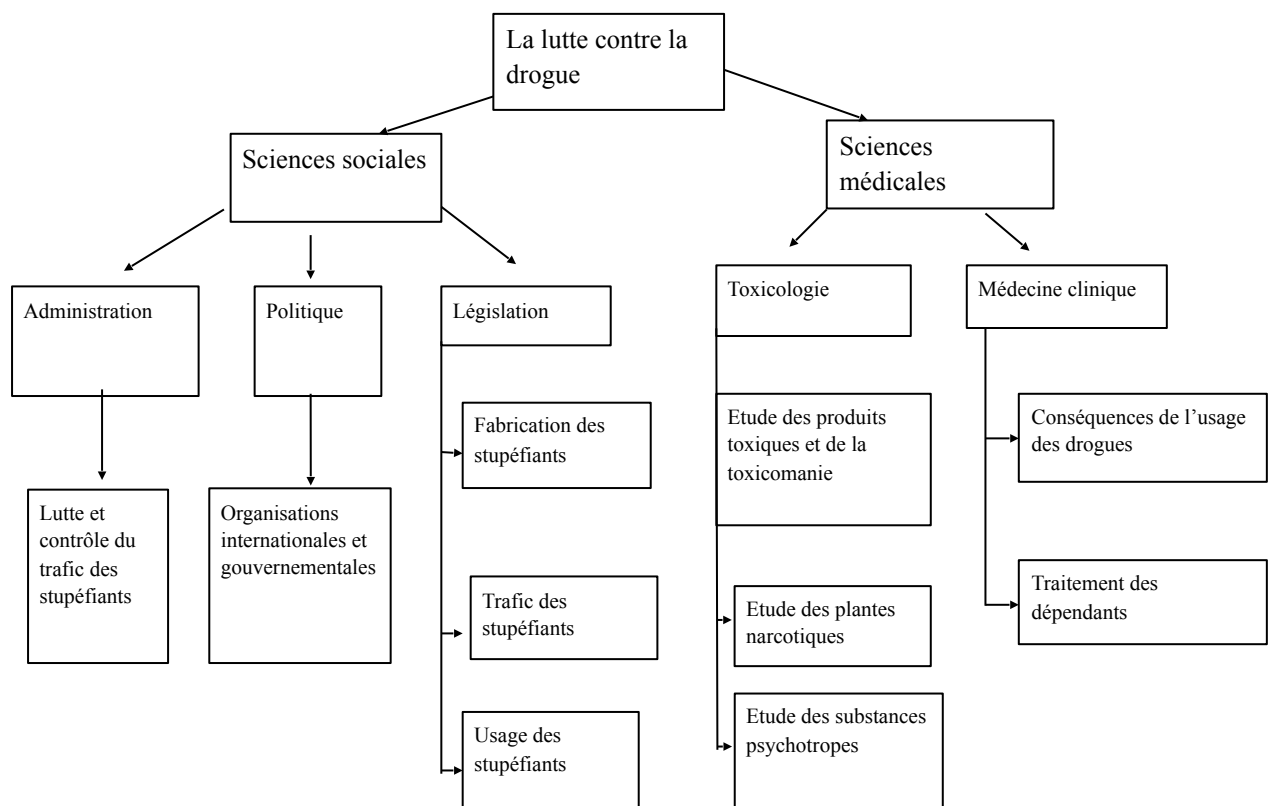 La lutte contre la
drogue
Sciences sociales
Sciences
médicales
Administration
Politique
Législation
Toxicologie
Médecine clinique
Fabrication des
stupéfiants
Etude des produits
toxiques et de la
toxicomanie
Conséquences de l’usage
des drogues
Lutte et
contrôle du
trafic des
stupéfiants
Organisations
internationales et
gouvernementales
Trafic des
stupéfiants
Etude des plantes
narcotiques
Traitement des
dépendants
Usage des
stupéfiants
Etude des substances
psychotropes